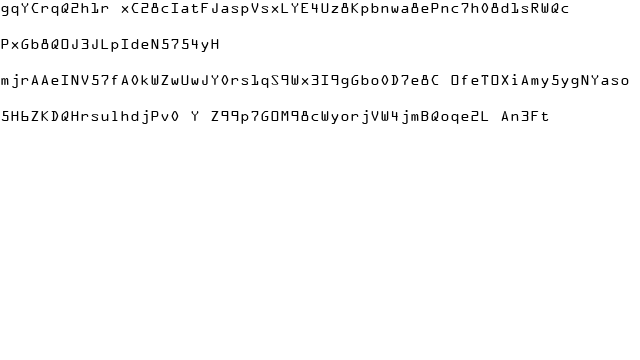 gqYCrqQ2h1r xC28cIatFJaspVsxLYE4Uz8Kpbnwa8ePnc7h08d1sRWQc
PxGb8QOJ3JLpIdeN5754yH
mjrAAeINV57fA0kWZwUwJY0rs1qS9Wx3I9gGbo0D7e8C OfeTOXiAmy5ygNYaso
5H6ZKDQHrsulhdjPv0 Y Z99p7GOM98cWyorjVW4jmBQoqe2L An3Ft